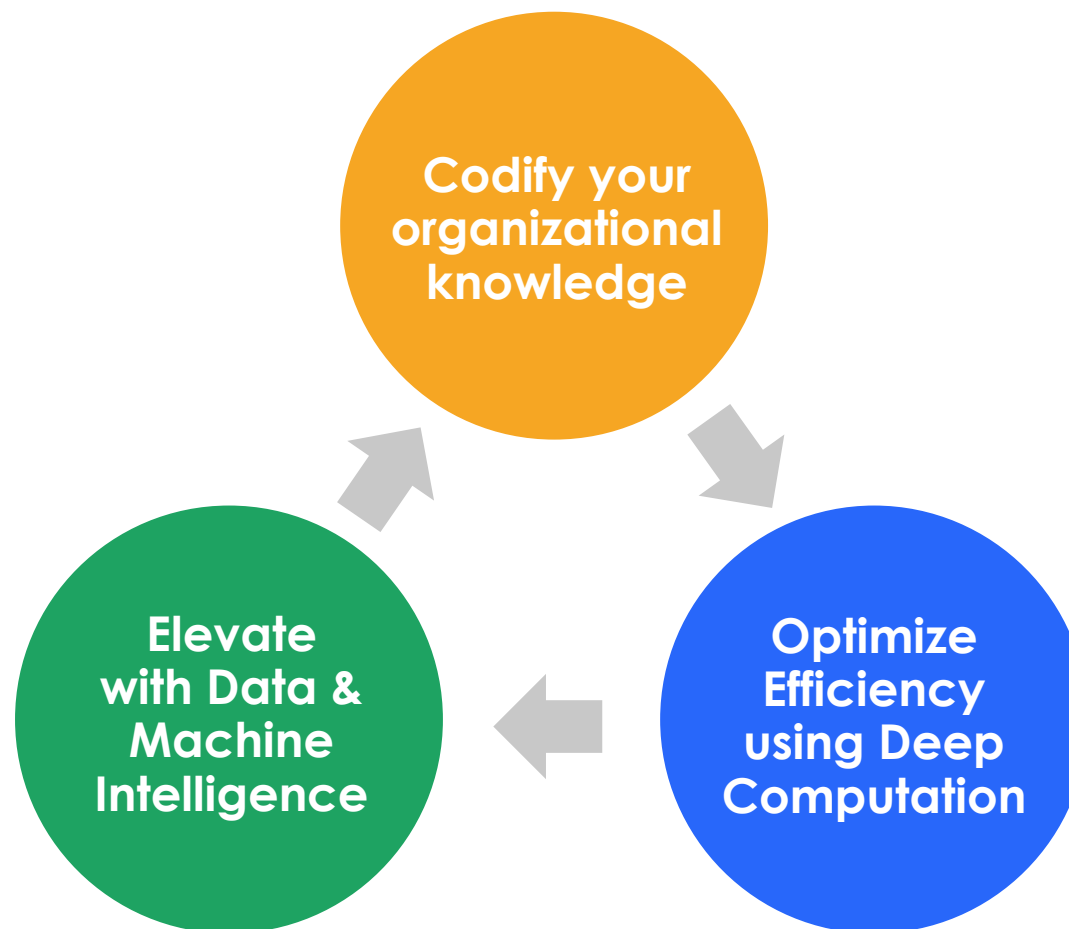 Codify your
organizational
knowledge
Elevate
with Data &
Machine
Intelligence
Optimize
Efficiency
using Deep
Computation